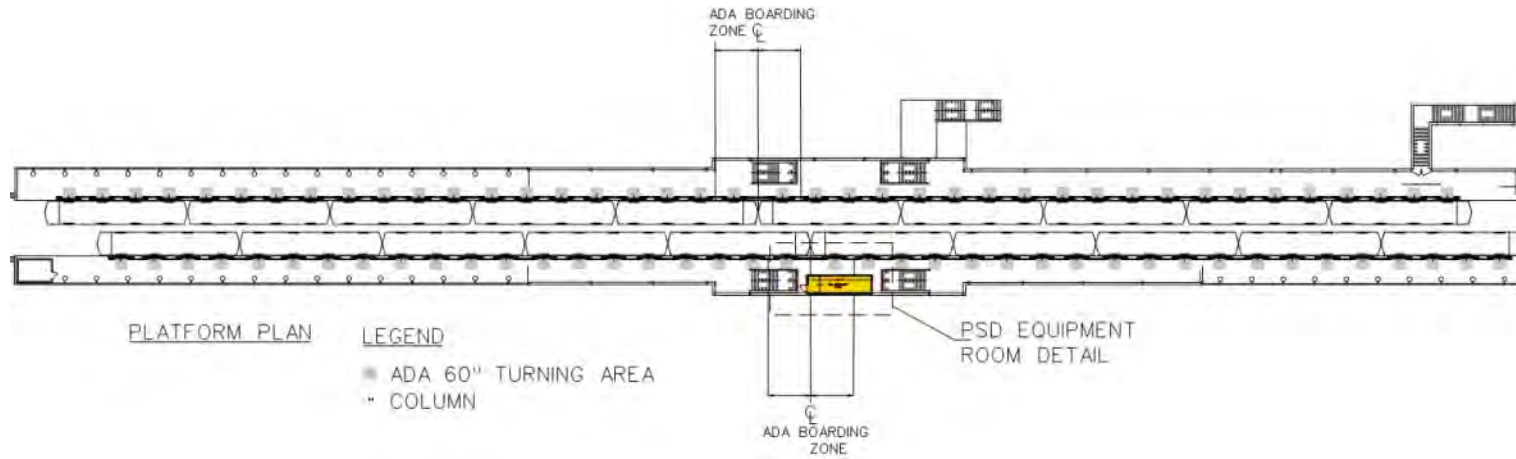 ADA BOARDING
ZONE ℄
PLATFORM PLAN
LEGEND
ADA 60" TURNING AREA
COLUMN
PSD EQUIPMENT
ROOM DETAIL
℄
ADA BOARDING
ZONE